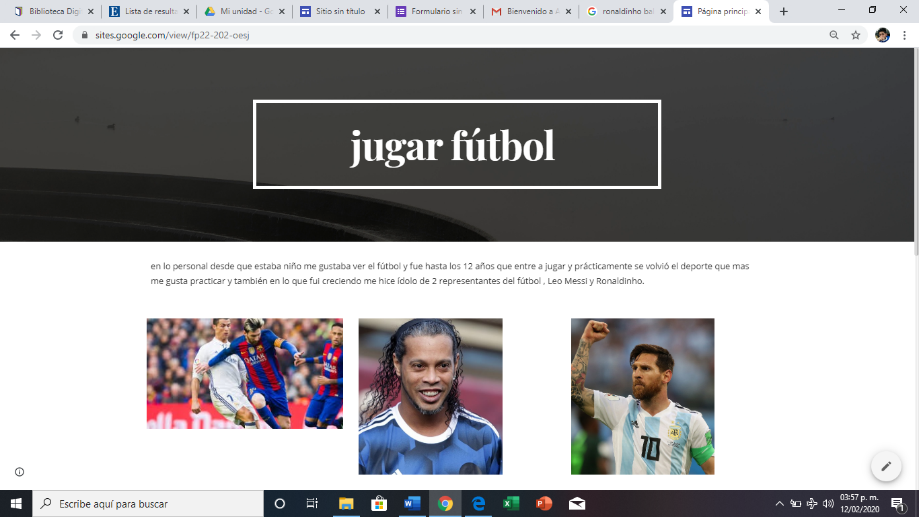 Biblioteca Digi
Lista de resulta
Mi unidad - Go
Sitio sin título
Formulario sin
Bienvenido a A
ronaldinho bai
Página princip
sites.google.com/view/fp22-202-oesj
jugar fútbol
en lo personal desde que estaba niño me gustaba ver el fútbol y fue hasta los 12 años que entre a jugar y prácticamente se volvió el deporte que mas
me gusta practicar y también en lo que fui creciendo me hice ídolo de 2 representantes del fútbol , Leo Messi y Ronaldinho.
7
10
Escribe aquí para buscar
03:57 p. m.
12/02/2020
1